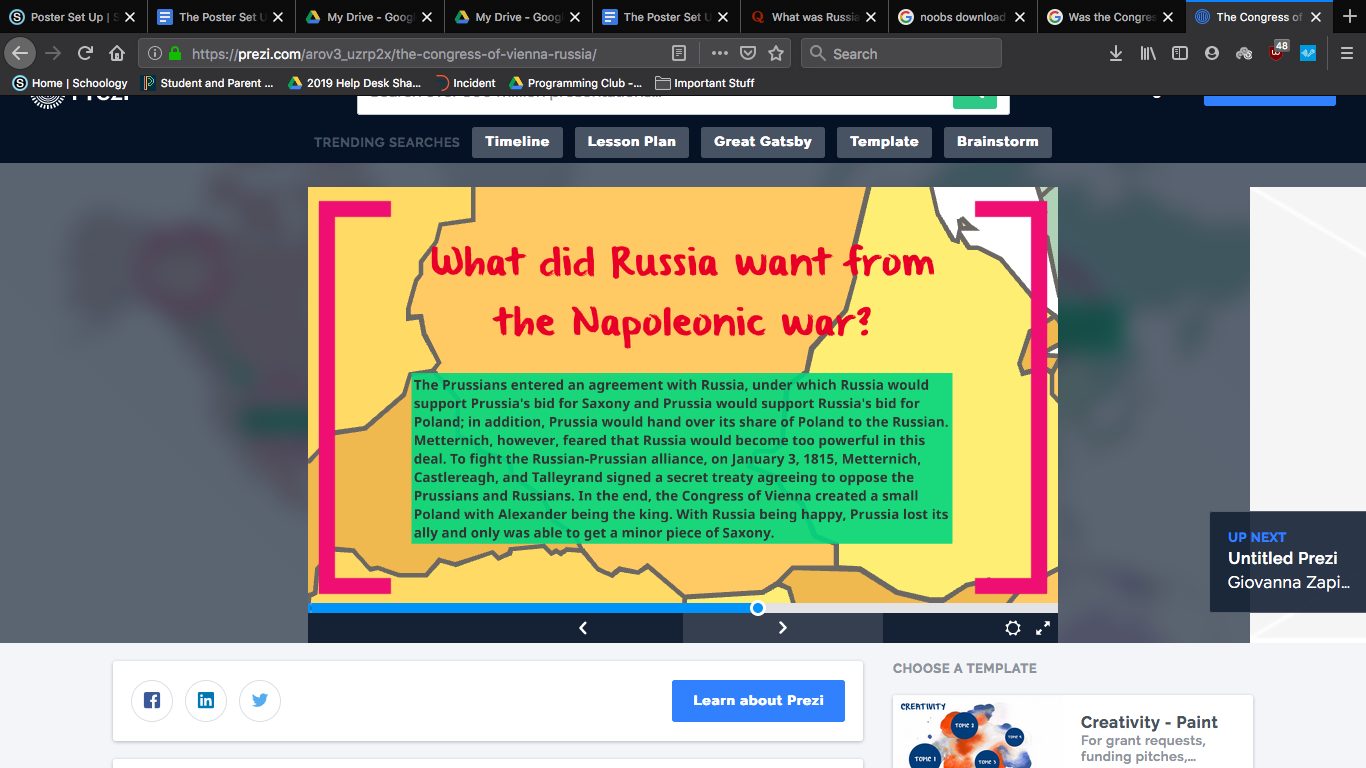 Poster Set Up | S
The Poster Set U
My Drive - Googl
My Drive - Googl
The Poster Set U
What was Russia
noobs download
Was the Congres
The Congress of
https://prezi.com/arov3_uzrp2x/the-congress-of-vienna-russia/
Search
48
Home | Schoology
Student and Parent ...
2019 Help Desk Sha...
Incident
Programming Club -...
Important Stuff
TRENDING SEARCHES
Timeline
Lesson Plan
Great Gatsby
Template
Brainstorm
What did Russia want from
the Napoleonic war?
The Prussians entered an agreement with Russia, under which Russia would
support Prussia's bid for Saxony and Prussia would support Russia's bid for
Poland; in addition, Prussia would hand over its share of Poland to the Russian.
Metternich, however, feared that Russia would become too powerful in this
deal. To fight the Russian-Prussian alliance, on January 3, 1815, Metternich,
Castlereagh, and Talleyrand signed a secret treaty agreeing to oppose the
Prussians and Russians. In the end, the Congress of Vienna created a small
Poland with Alexander being the king. With Russia being happy, Prussia lost its
ally and only was able to get a minor piece of Saxony.
UP NEXT
Untitled Prezi
Giovanna Zapi...
Learn about Prezi
CHOOSE A TEMPLATE
CREATIVITY
TOPIC 2
TOPIC 1
Creativity - Paint
For grant requests,
funding pitches,...